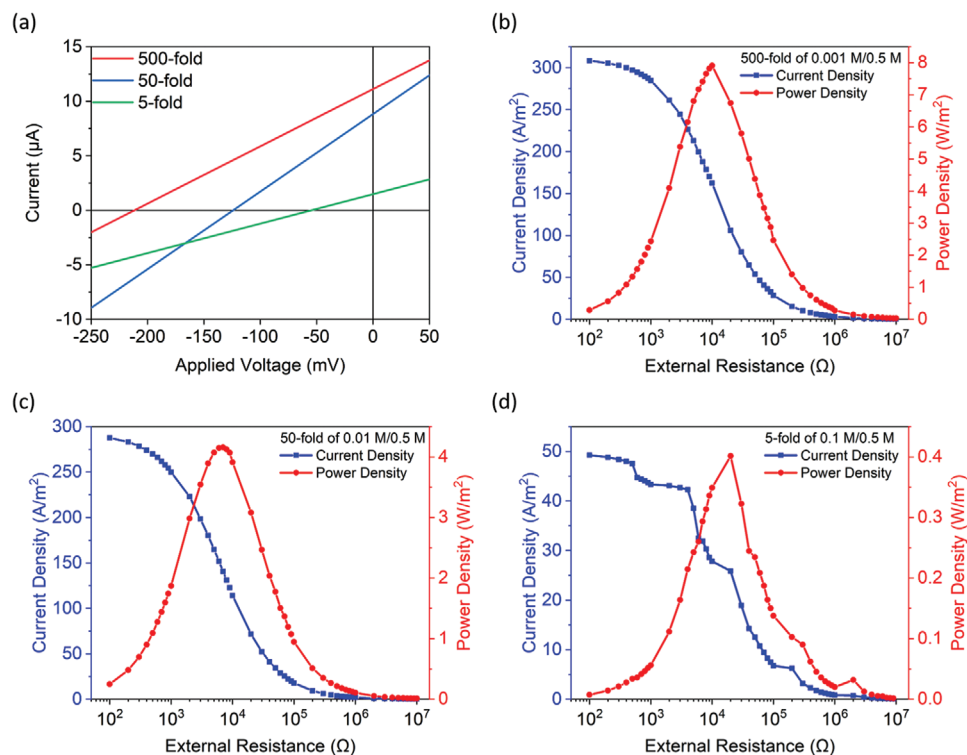 (a)
15
10
5
0
-5
-10
Current (μA)
500-fold
50-fold
5-fold
-250 -200 -150 -100 -50 0 50
Applied Voltage (mV)
(b)
300
250
200
150
100
50
0
Current Density (A/m²)
500-fold of 0.001 M/0.5 M
Current Density
Power Density
8
7
6
5
4
3
2
1
0
Power Density (W/m²)
10² 10³ 10⁴ 10⁵ 10⁶ 10⁷
External Resistance (Ω)
(c)
300
250
200
150
100
50
0
Current Density (A/m²)
50-fold of 0.01 M/0.5 M
Current Density
Power Density
4
3
2
1
0
Power Density (W/m²)
10² 10³ 10⁴ 10⁵ 10⁶ 10⁷
External Resistance (Ω)
(d)
50
40
30
20
10
0
Current Density (A/m²)
5-fold of 0.1 M/0.5 M
Current Density
Power Density
0.4
0.3
0.2
0.1
0.0
Power Density (W/m²)
10² 10³ 10⁴ 10⁵ 10⁶ 10⁷
External Resistance (Ω)